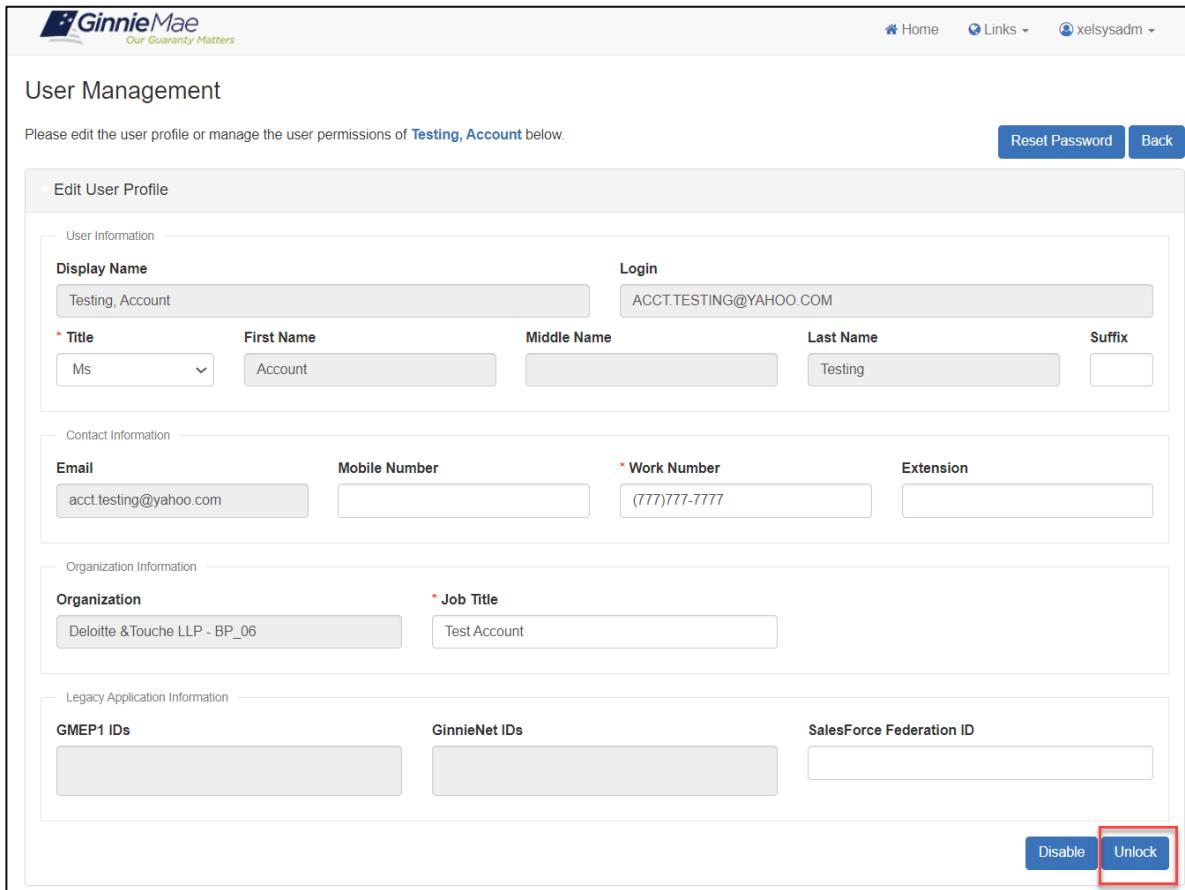 GinnieMae
Our Guaranty Matters
Home Links xelsysadm
User Management
Please edit the user profile or manage the user permissions of Testing, Account below.
Reset Password Back
Edit User Profile
User Information
Display Name Login
Testing, Account ACCT.TESTING@YAHOO.COM
* Title First Name Middle Name Last Name Suffix
Ms Account Testing
Contact Information
Email Mobile Number * Work Number Extension
acct.testing@yahoo.com (777)777-7777
Organization Information
Organization * Job Title
Deloitte &Touche LLP - BP_06 Test Account
Legacy Application Information
GMEP1 IDs GinnieNet IDs SalesForce Federation ID
Disable Unlock